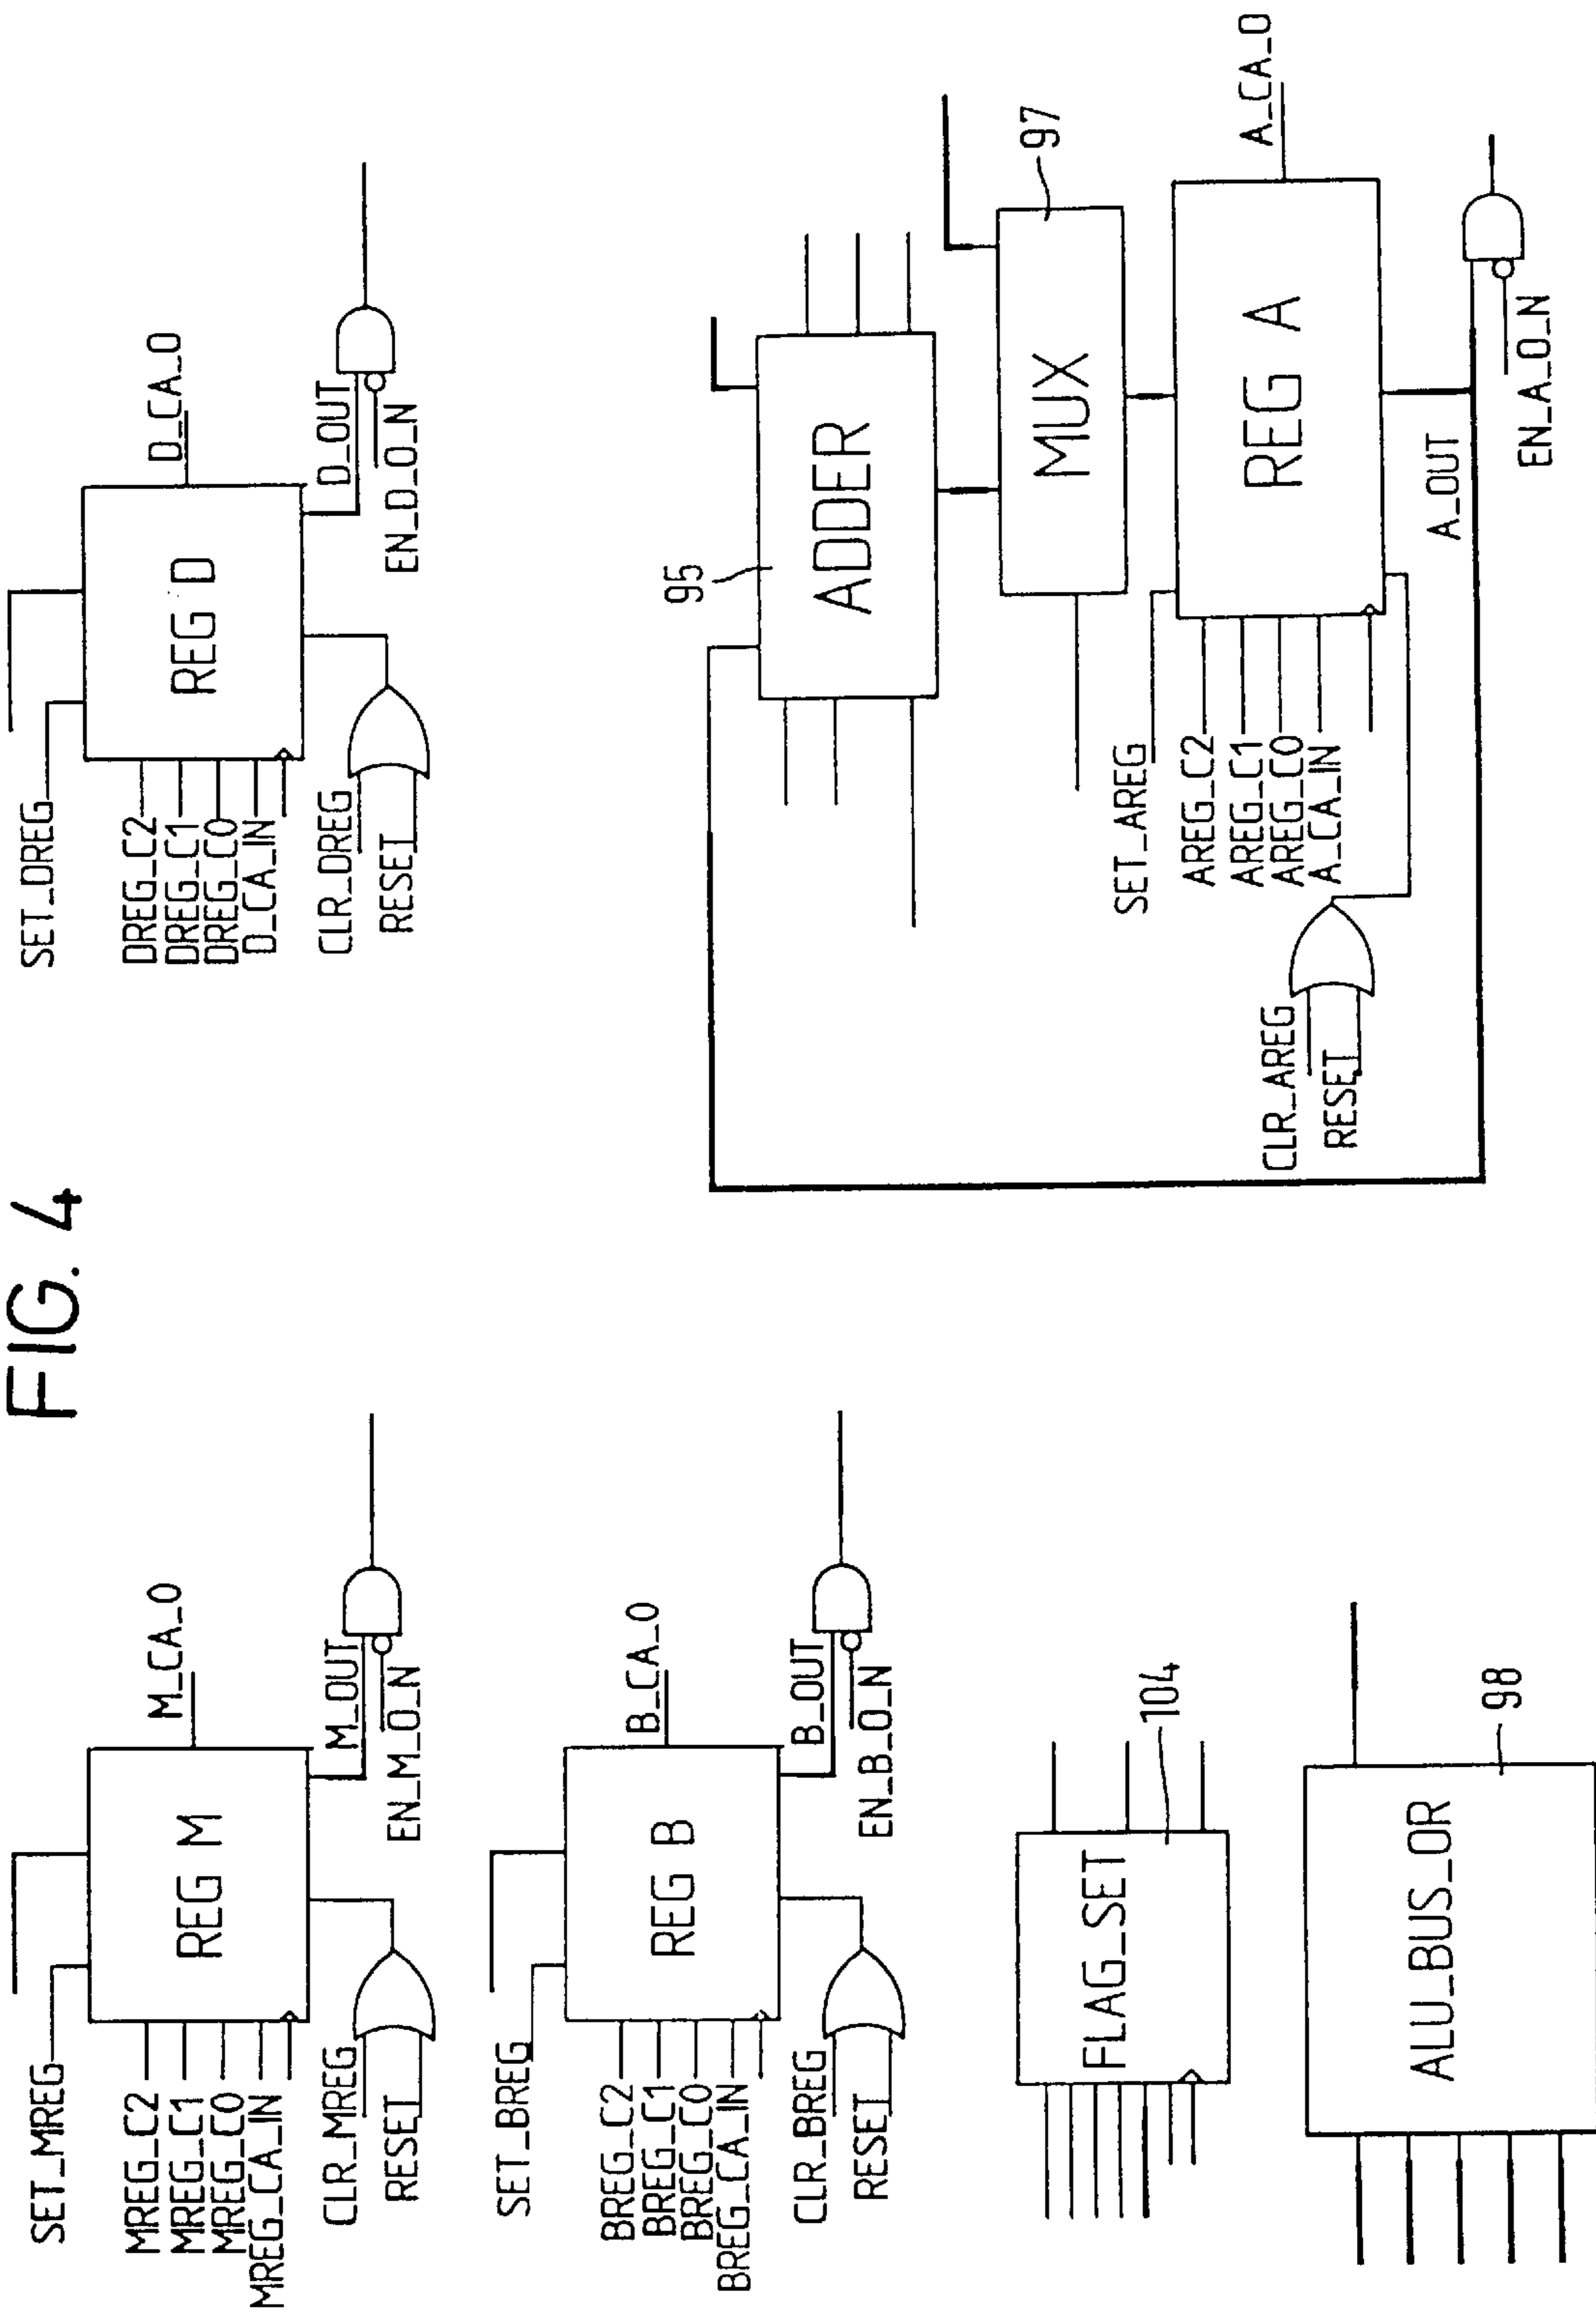 FIG. 4
SET_MREG
M_CA_O
REG M
MREG_C2
MREG_C1
MREG_C0
MREG_CA_IN
M_OUT
EN_M_O_N
CLR_MREG
RESET
SET_BREG
B_CA_O
REG B
BREG_C2
BREG_C1
BREG_C0
BREG_CA_IN
B_OUT
EN_B_O_N
CLR_BREG
RESET
FLAG_SET
104
ALU_BUS_OR
98
SET_DREG
D_CA_O
REG D
DREG_C2
DREG_C1
DREG_C0
D_CA_IN
D_OUT
EN_D_O_N
CLR_DREG
RESET
95
ADDER
97
MUX
SET_AREG
AREG_C2
AREG_C1
AREG_C0
A_CA_IN
REG A
A_CA_O
CLR_AREG
RESET
A_OUT
EN_A_O_N